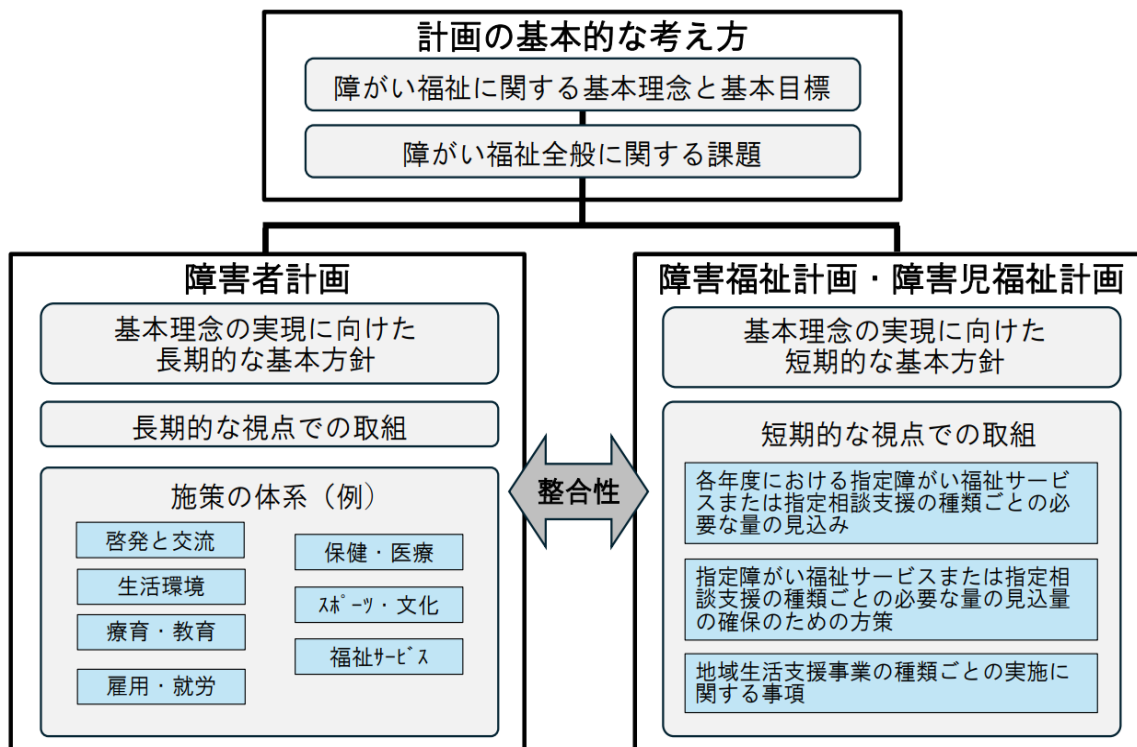 計画の基本的な考え方
障がい福祉に関する基本理念と基本目標
障がい福祉全般に関する課題
障害者計画
基本理念の実現に向けた
長期的な基本方針
長期的な視点での取組
施策の体系（例）
啓発と交流
生活環境
療育・教育
雇用・就労
保健・医療
ｽﾎﾟｰﾂ・文化
福祉ｻｰﾋﾞｽ
整合性
障害福祉計画・障害児福祉計画
基本理念の実現に向けた
短期的な基本方針
短期的な視点での取組
各年度における指定障がい福祉サービ
スまたは指定相談支援の種類ごとの必
要な量の見込み
指定障がい福祉サービスまたは指定相
談支援の種類ごとの必要な量の見込量
の確保のための方策
地域生活支援事業の種類ごとの実施に
関する事項